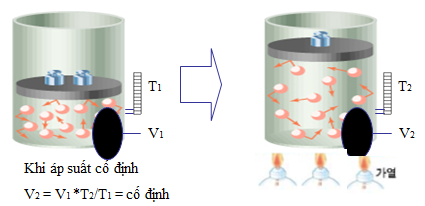 T₁
V₁
T₂
V₂
가열
Khi áp suất cố định
V₂ = V₁ *T₂/T₁ = cố định